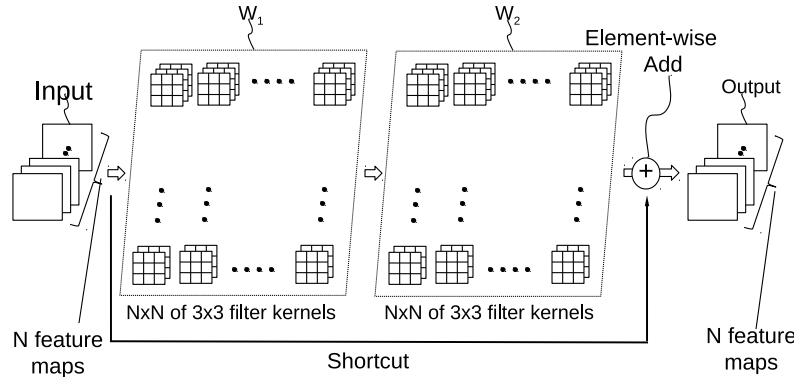 W1
W2
Element-wise
Add
Input
Output
+
NxN of 3x3 filter kernels
NxN of 3x3 filter kernels
N feature
maps
Shortcut
N feature
maps